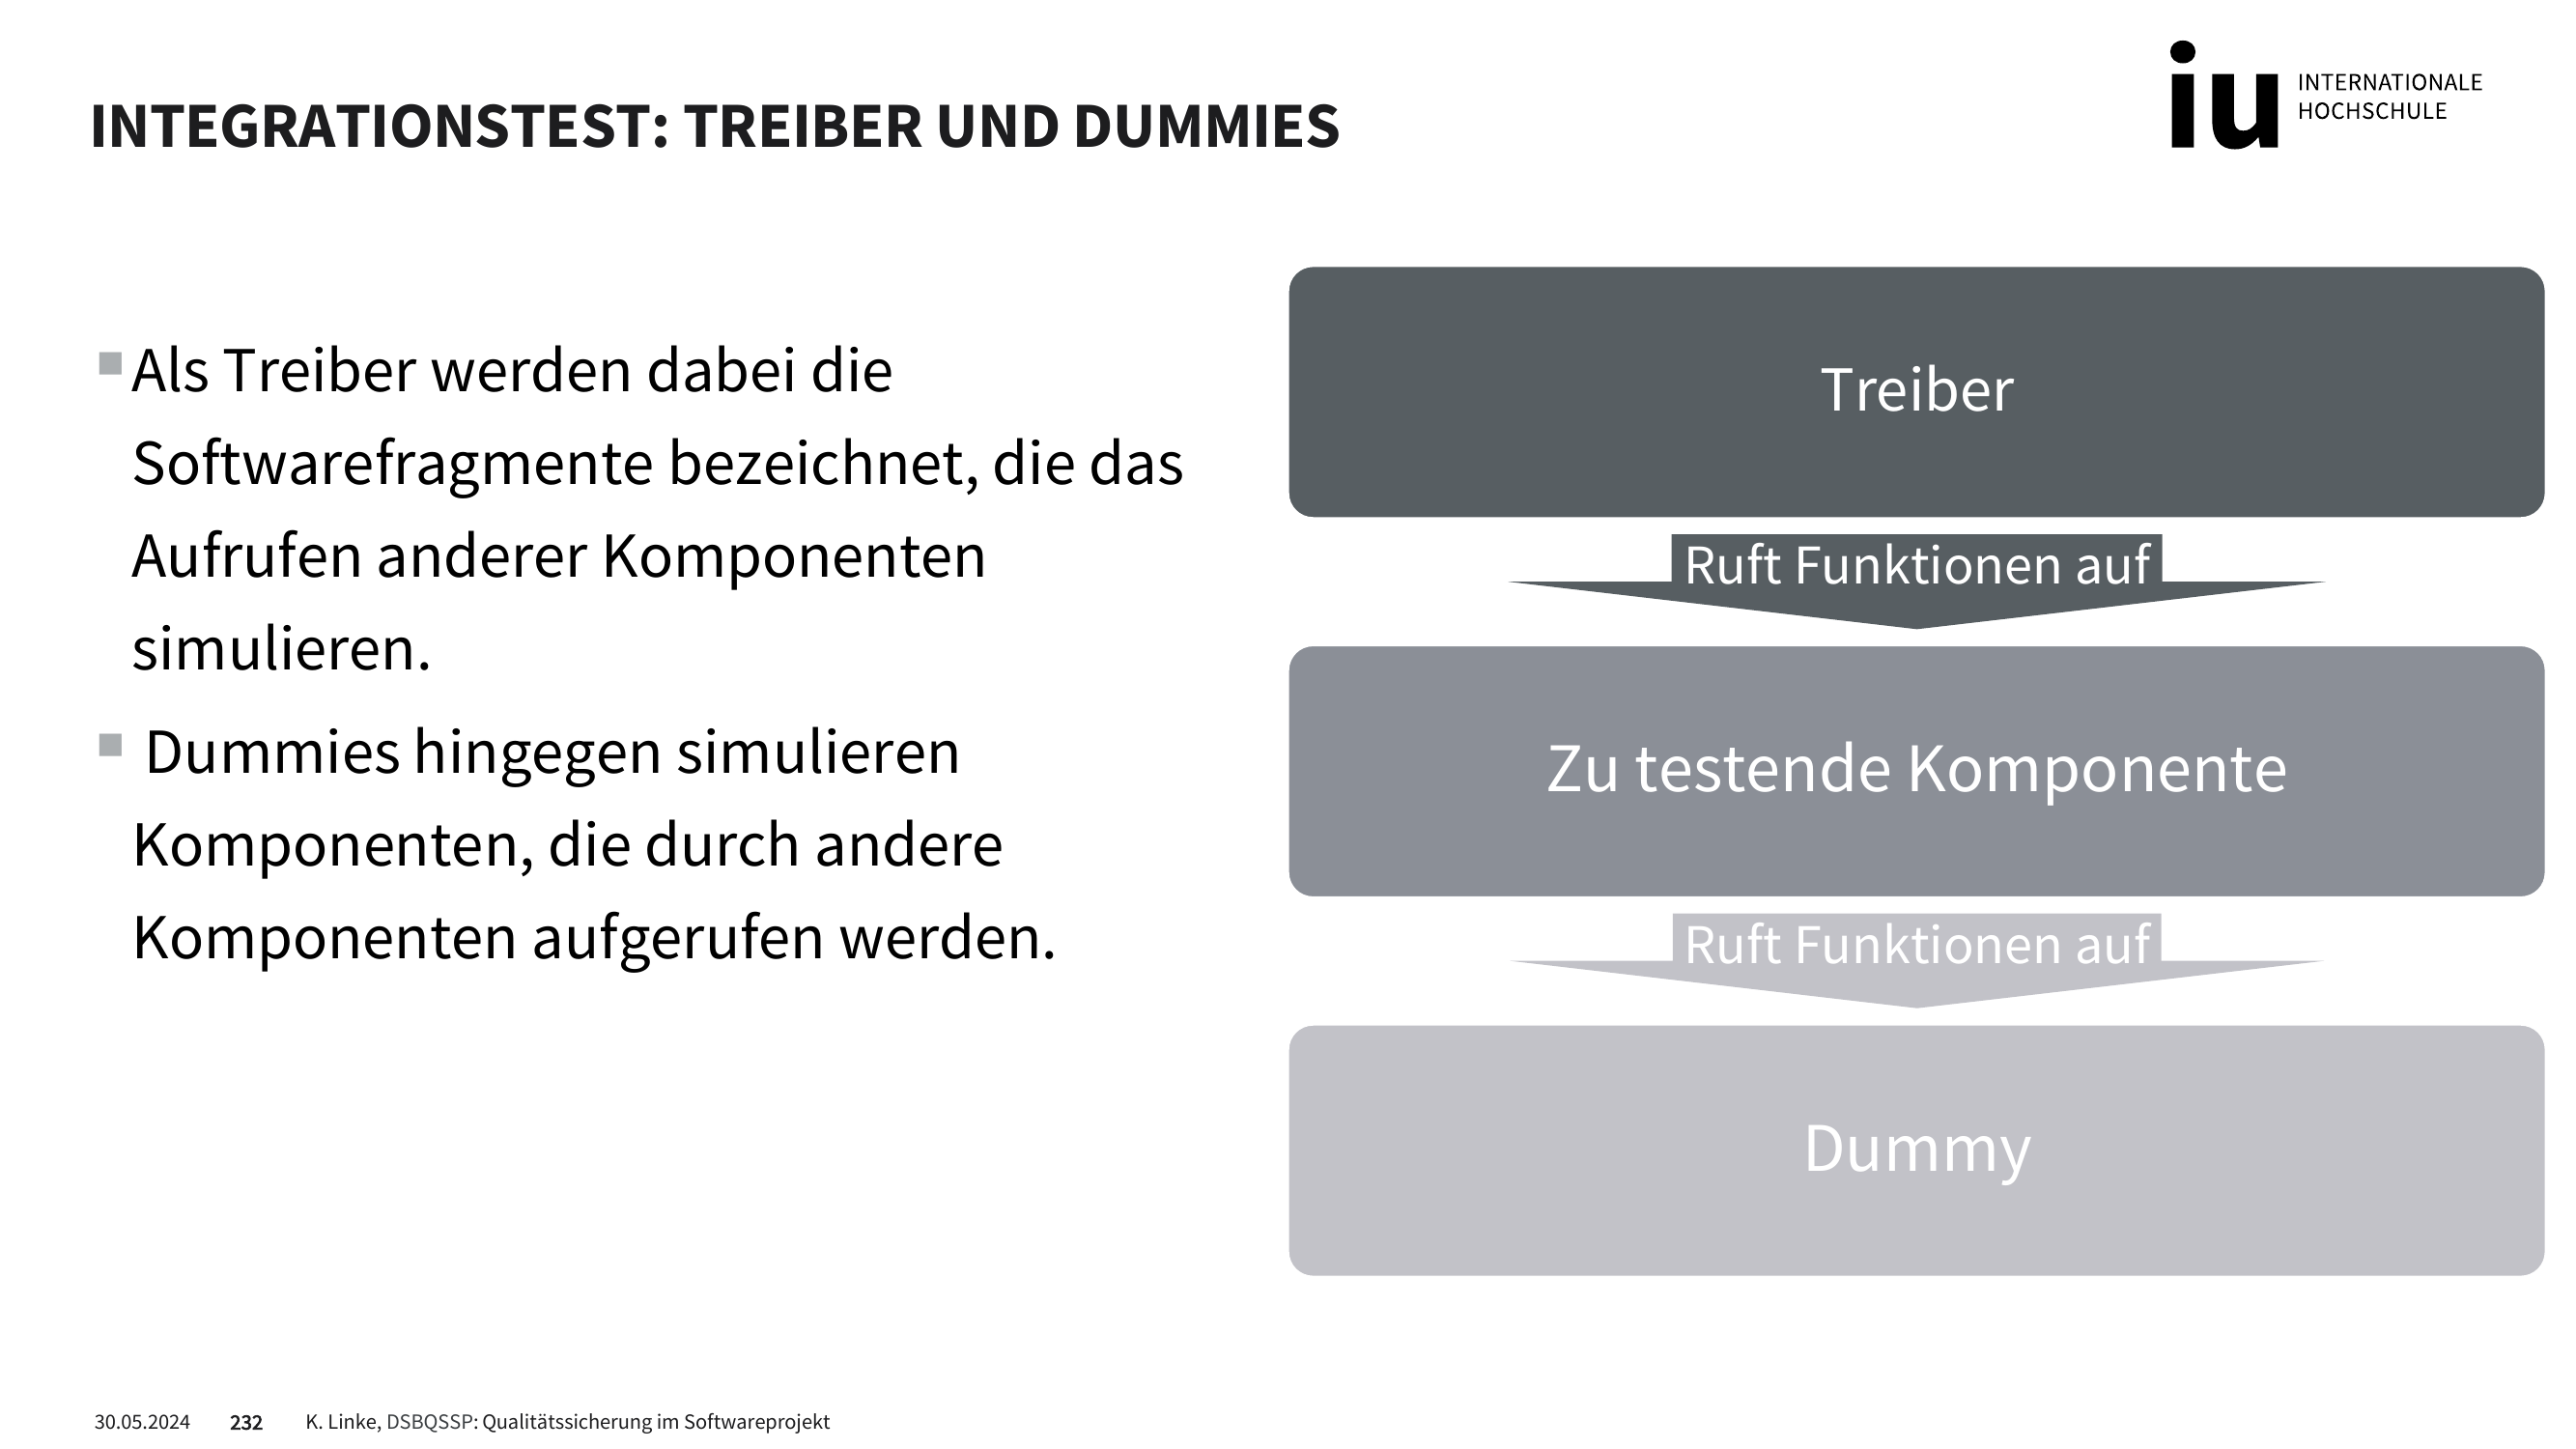 INTEGRATIONSTEST: TREIBER UND DUMMIES
iu INTERNATIONALE
HOCHSCHULE
Als Treiber werden dabei die
Softwarefragmente bezeichnet, die das
Aufrufen anderer Komponenten
simulieren.
Dummies hingegen simulieren
Komponenten, die durch andere
Komponenten aufgerufen werden.
Treiber
Ruft Funktionen auf
Zu testende Komponente
Ruft Funktionen auf
Dummy
30.05.2024 232 K. Linke, DSBQSSP: Qualitätssicherung im Softwareprojekt